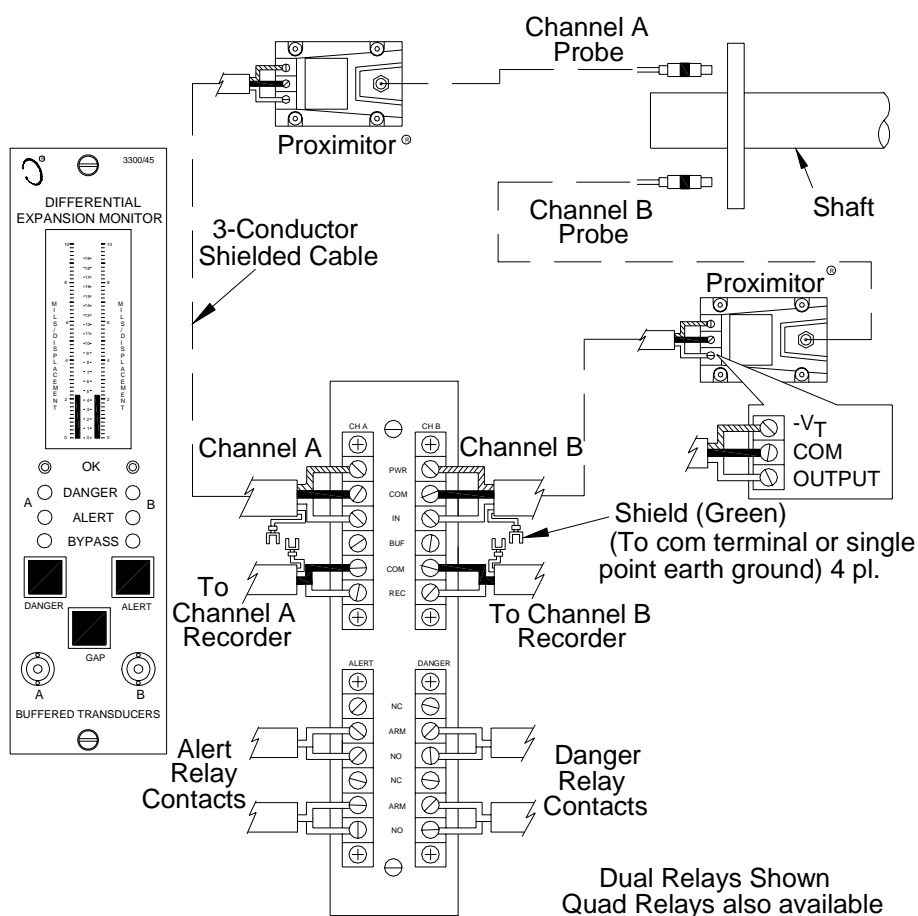 Channel A
Probe
Proximitor ®
Channel B
Probe
Shaft
3300/45
DIFFERENTIAL
EXPANSION MONITOR
MILS/DISPLACEMENT
MILS/DISPLACEMENT
OK
A
DANGER
B
ALERT
BYPASS
DANGER
ALERT
GAP
A
B
BUFFERED TRANSDUCERS
3-Conductor
Shielded Cable
Proximitor ®
-VT
COM
OUTPUT
CH A
CH B
Channel A
Channel B
PWR
COM
IN
BUF
COM
REC
Shield (Green)
(To com terminal or single
point earth ground) 4 pl.
To
Channel A
Recorder
To Channel B
Recorder
ALERT
DANGER
NC
ARM
NO
NC
ARM
NO
Alert
Relay
Contacts
Danger
Relay
Contacts
Dual Relays Shown
Quad Relays also available